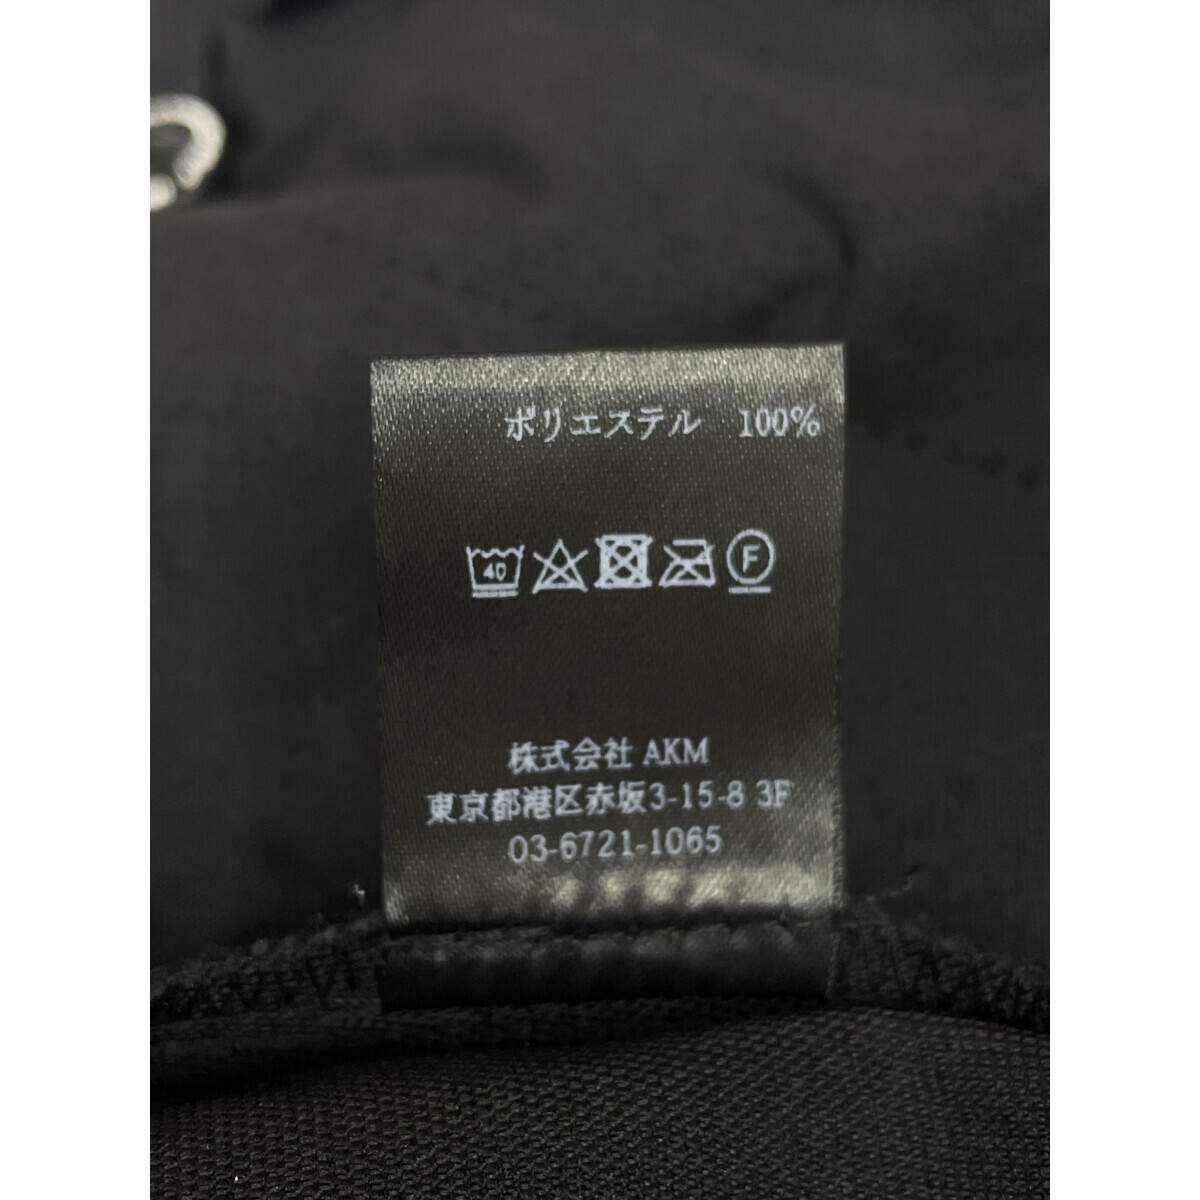 ポリエステル 100%
40 F
株式会社 AKM
東京都港区赤坂3-15-8 3F
03-6721-1065